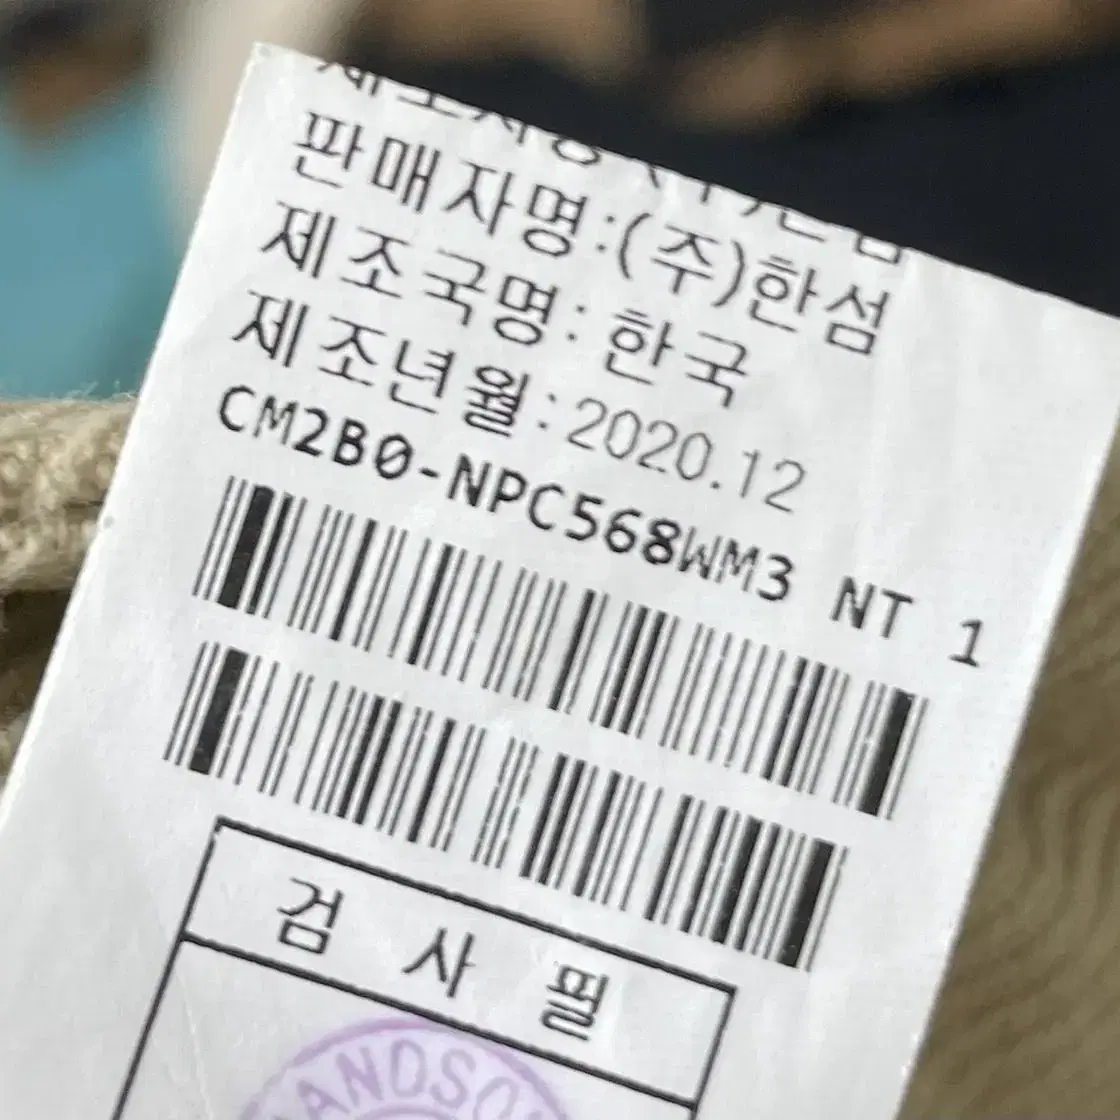 판매자명:(주)한섬
제조국명: 한국
제조년월:2020.12
CM2B0-NPC568WM3 NT 1
검 사 필